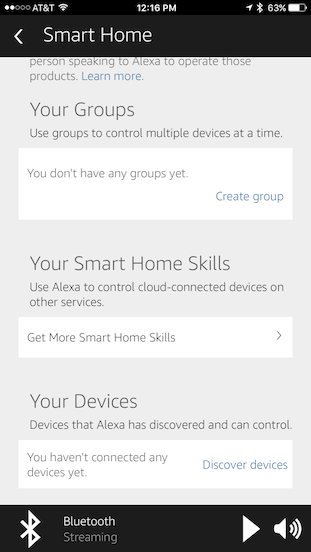 AT&T 12:16 PM 63%
Smart Home
person speaking to Alexa to operate those
products. Learn more.
Your Groups
Use groups to control multiple devices at a time.
You don't have any groups yet.
Create group
Your Smart Home Skills
Use Alexa to control cloud-connected devices on
other services.
Get More Smart Home Skills
Your Devices
Devices that Alexa has discovered and can control.
You haven't connected any
devices yet.
Discover devices
Bluetooth
Streaming